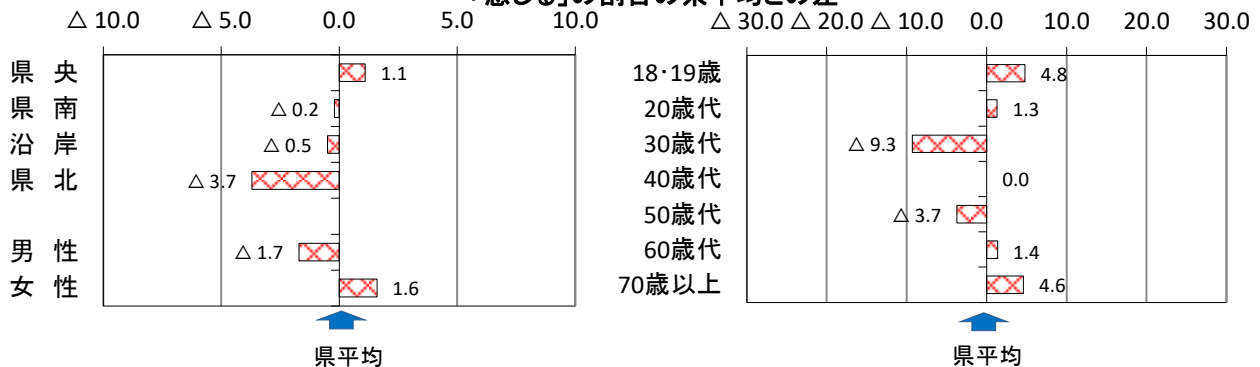 「感じる」の割合の県平均との差
△ 10.0 △ 5.0 0.0 5.0 10.0
県 央 1.1
県 南 △ 0.2
沿 岸 △ 0.5
県 北 △ 3.7
男 性 △ 1.7
女 性 1.6
県平均
△ 30.0 △ 20.0 △ 10.0 0.0 10.0 20.0 30.0
18･19歳 4.8
20歳代 1.3
30歳代 △ 9.3
40歳代 0.0
50歳代 △ 3.7
60歳代 1.4
70歳以上 4.6
県平均